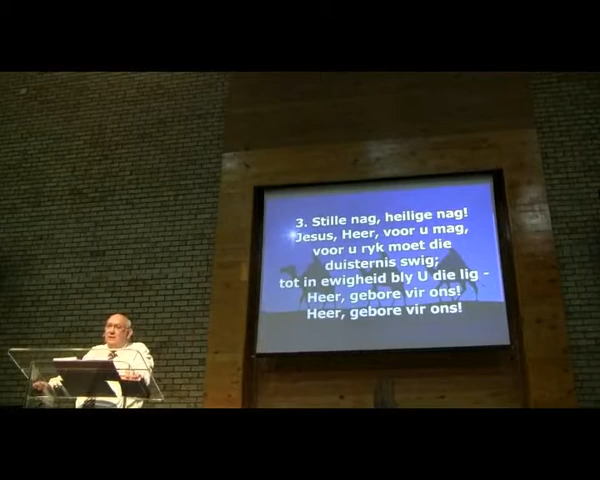 3. Stille nag, heilige nag!
Jesus, Heer, voor u mag,
voor u ryk moet die
duisternis swig;
tot in ewigheid bly U die lig -
Heer, gebore vir ons!
Heer, gebore vir ons!